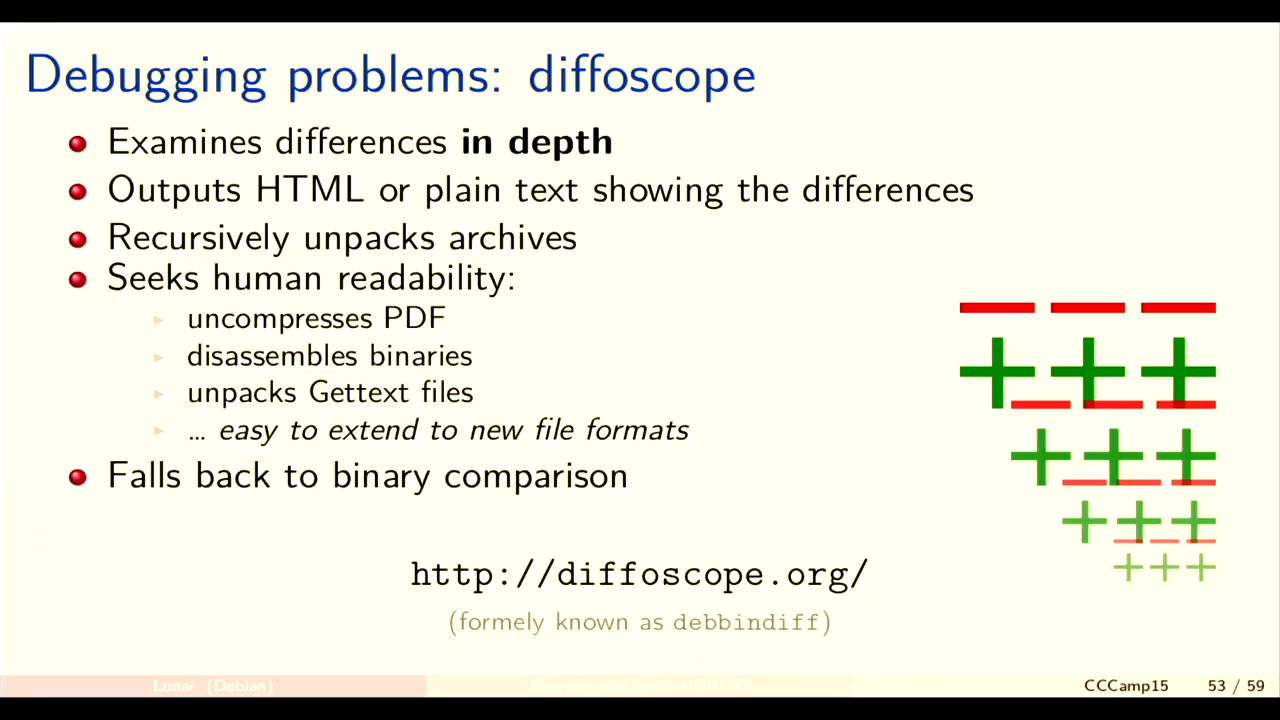 Debugging problems: diffoscope
Examines differences in depth
Outputs HTML or plain text showing the differences
Recursively unpacks archives
Seeks human readability:
uncompresses PDF
disassembles binaries
unpacks Gettext files
... easy to extend to new file formats
Falls back to binary comparison
http://diffoscope.org/
(formely known as debbindiff)
Lunar (Debian)
CCCamp15 53 / 59